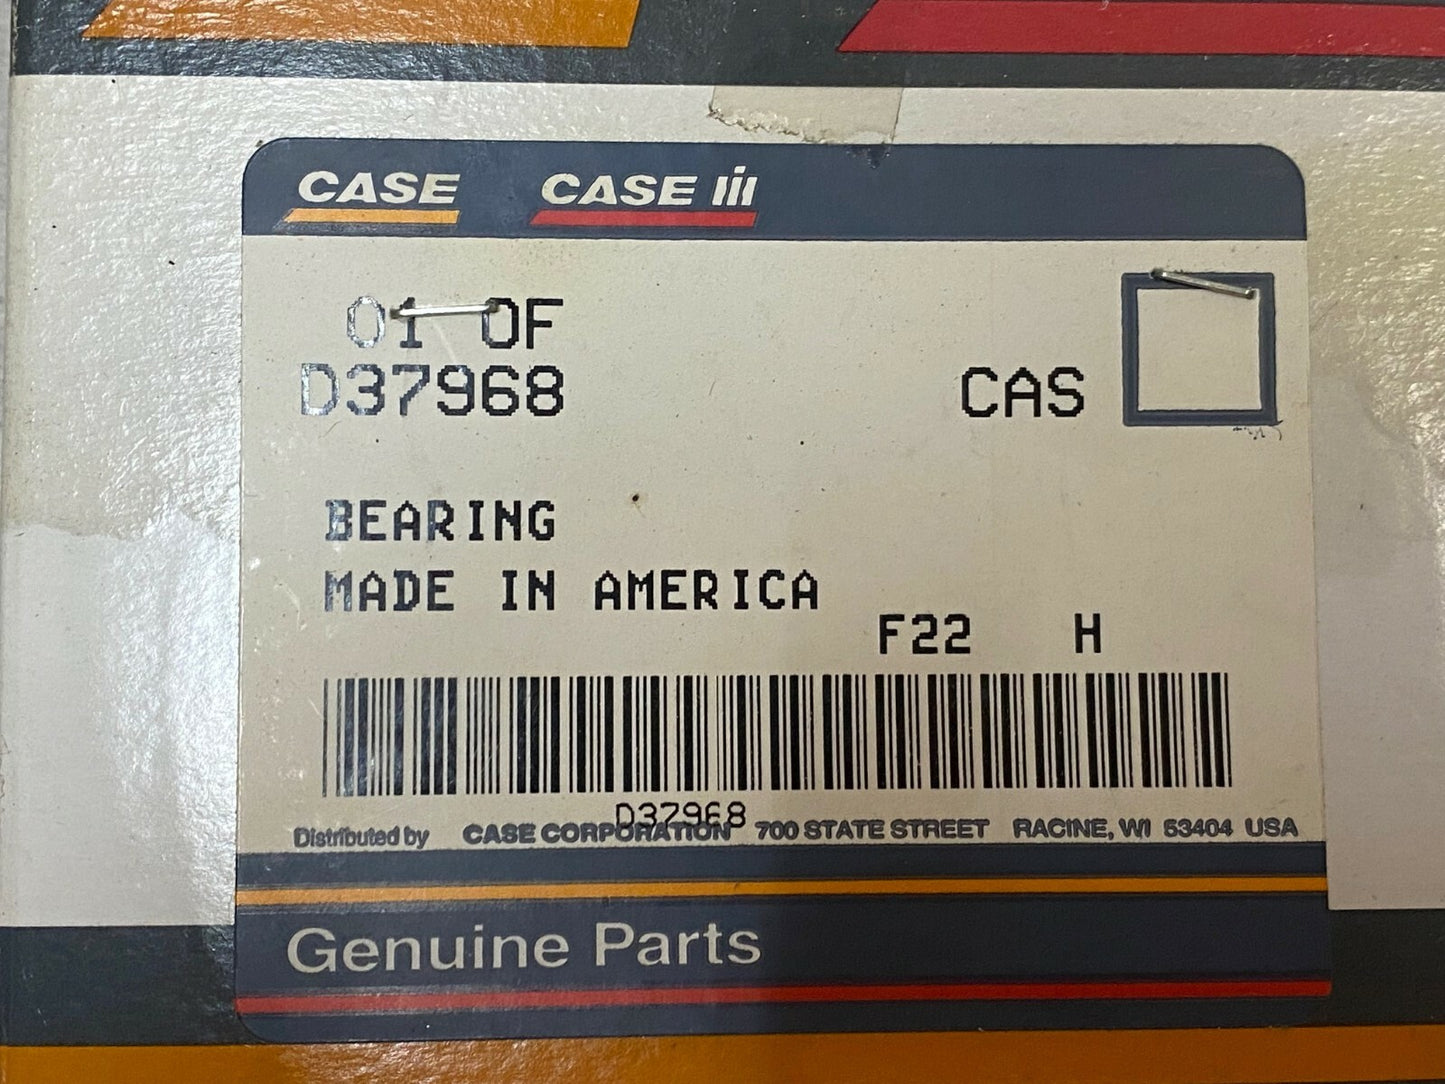 CASE CASE III
01 OF
D37968 CAS
BEARING
MADE IN AMERICA
F22 H
D37968
Distributed by CASE CORPORATION 700 STATE STREET RACINE, WI 53404 USA
Genuine Parts